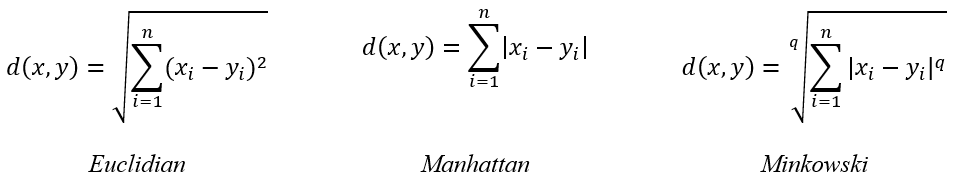 d(x, y) = √(∑_{i=1}^{n} (x_i − y_i)²)
d(x, y) = ∑_{i=1}^{n} |x_i − y_i|
d(x, y) = ^q√(∑_{i=1}^{n} |x_i − y_i|^q)
Euclidian
Manhattan
Minkowski